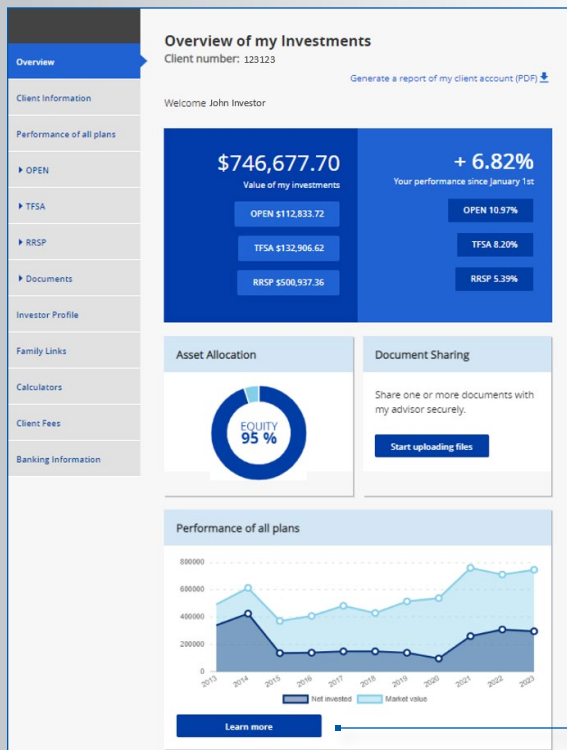 Overview of my Investments
Client number: 123123
Generate a report of my client account (PDF)
Welcome John Investor
Overview
Client Information
Performance of all plans
OPEN
TFSA
RRSP
Documents
Investor Profile
Family Links
Calculators
Client Fees
Banking Information
$746,677.70
Value of my investments
OPEN $112,833.72
TFSA $132,906.62
RRSP $500,937.36
+ 6.82%
Your performance since January 1st
OPEN 10.97%
TFSA 8.20%
RRSP 5.39%
Asset Allocation
EQUITY
95 %
Document Sharing
Share one or more documents with
my advisor securely.
Start uploading files
Performance of all plans
800000
600000
400000
200000
0
2013 2014 2015 2016 2017 2018 2019 2020 2021 2022 2023
Net invested Market value
Learn more